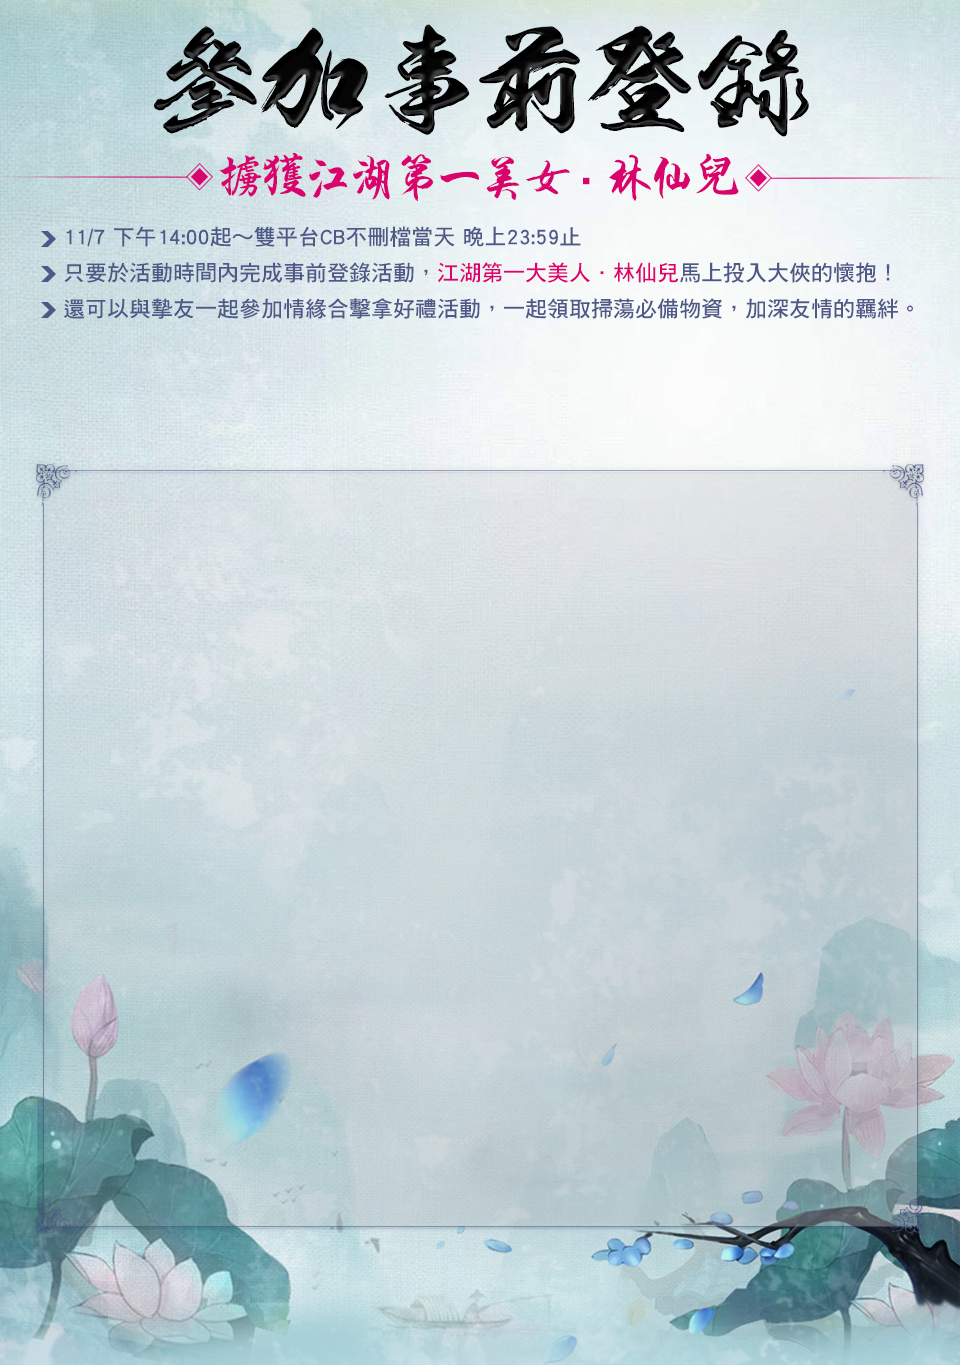 參加事前登錄
擄獲江湖第一美女·林仙兒
11/7 下午14:00起～雙平台CB不刪檔當天 晚上23:59止
只要於活動時間內完成事前登錄活動，江湖第一大美人．林仙兒馬上投入大俠的懷抱！
還可以與摯友一起參加情緣合擊拿好禮活動，一起領取掃蕩必備物資，加深友情的羈絆。